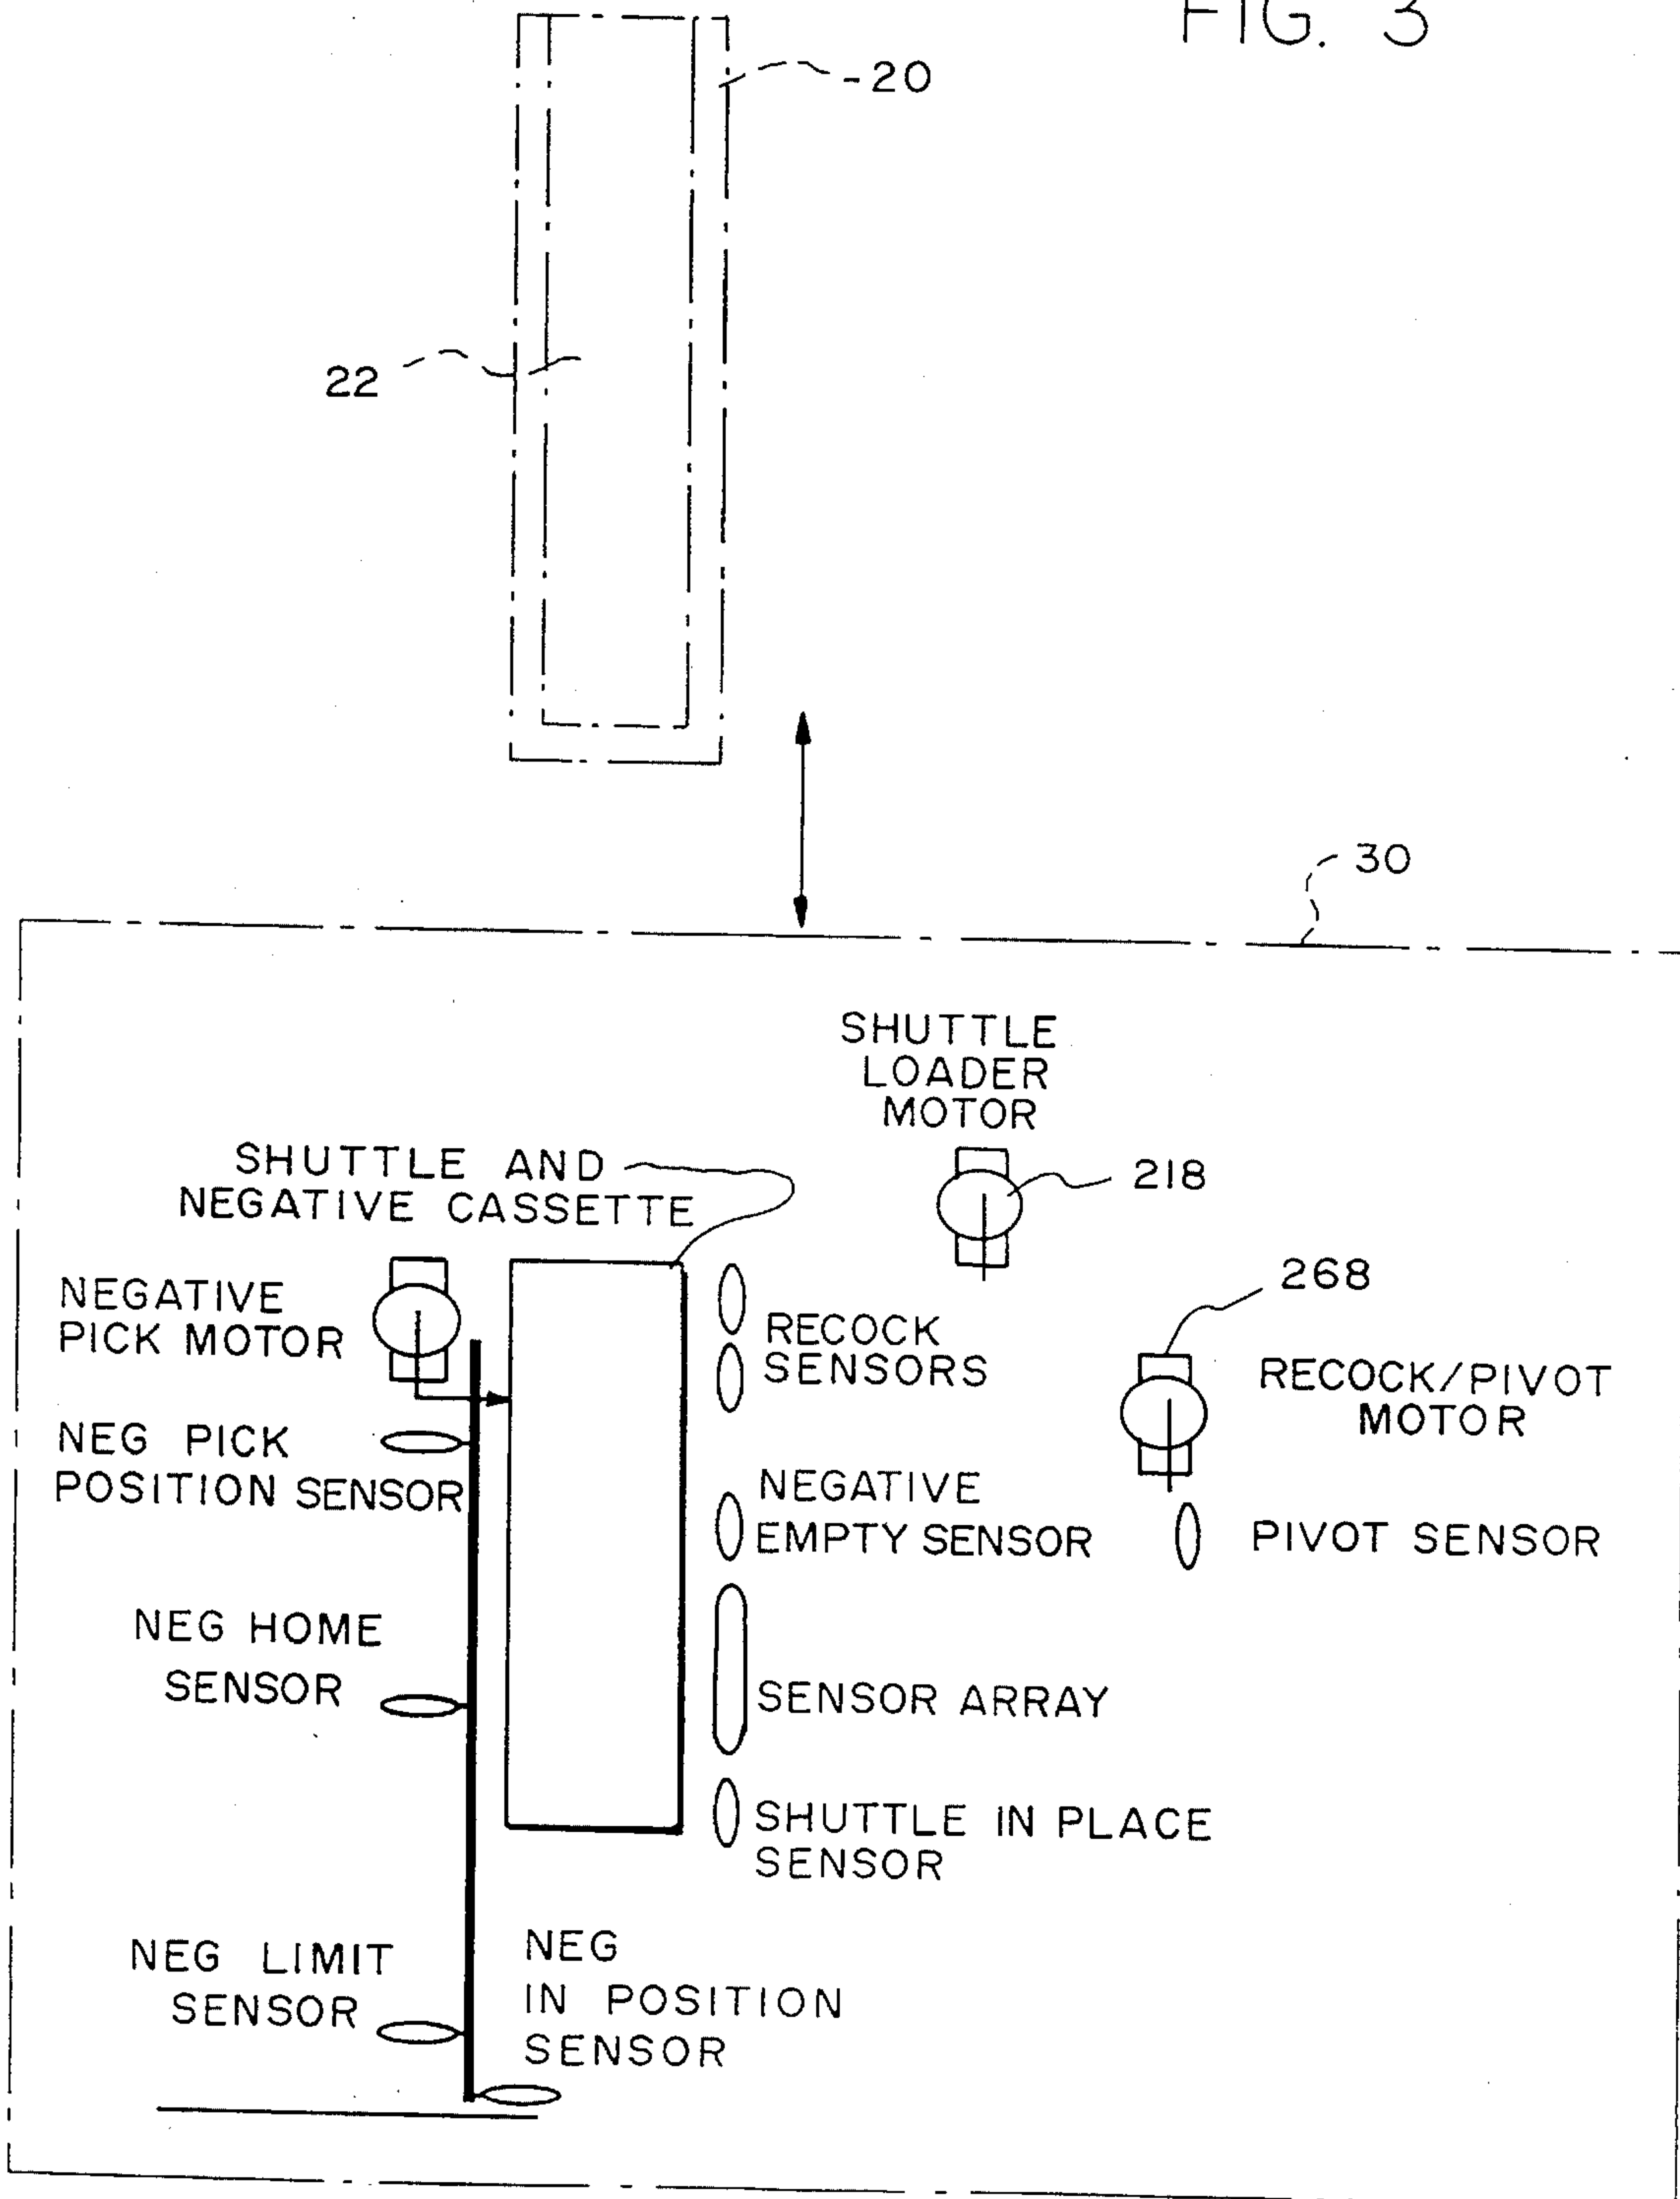 FIG. 3
20
22
30
SHUTTLE
LOADER
MOTOR
218
SHUTTLE AND
NEGATIVE CASSETTE
NEGATIVE
PICK MOTOR
RECOCK
SENSORS
268
RECOCK/PIVOT
MOTOR
NEG PICK
POSITION SENSOR
NEGATIVE
EMPTY SENSOR
PIVOT SENSOR
NEG HOME
SENSOR
SENSOR ARRAY
SHUTTLE IN PLACE
SENSOR
NEG LIMIT
SENSOR
NEG
IN POSITION
SENSOR